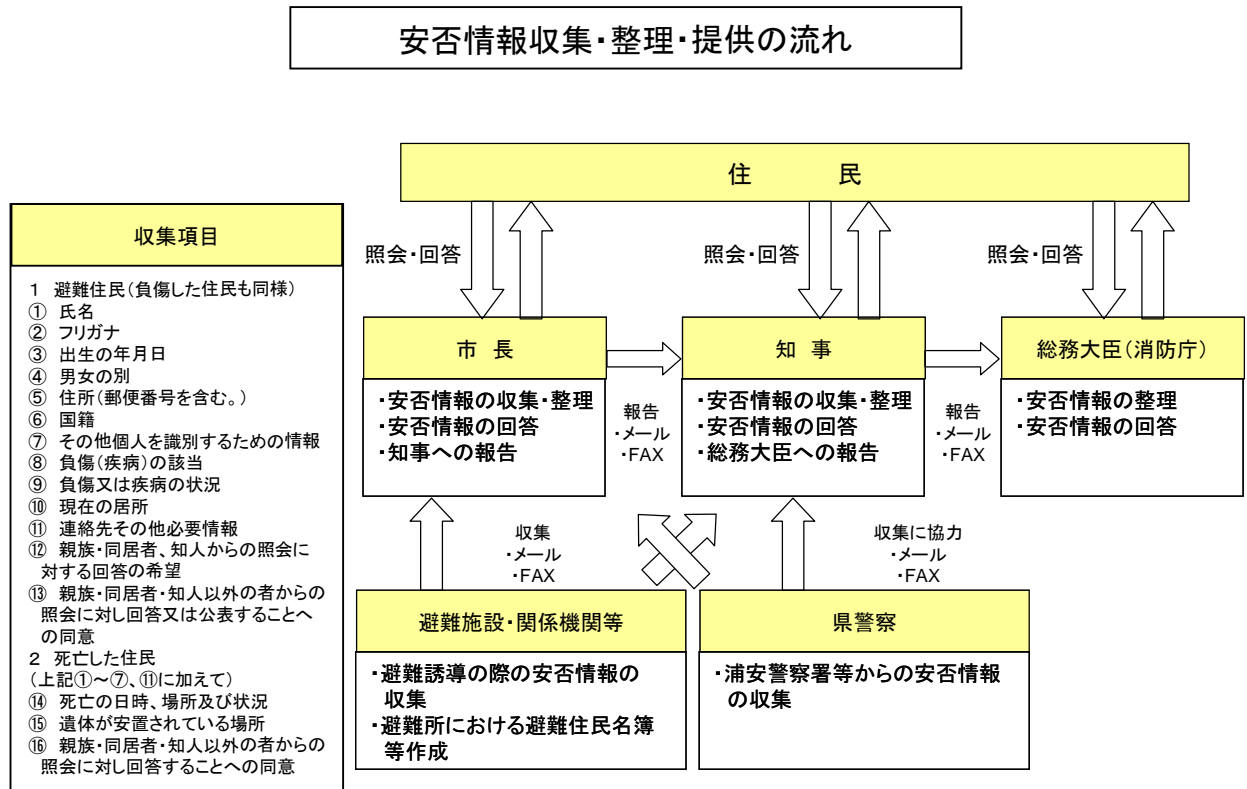 安否情報収集・整理・提供の流れ
住 民
収集項目
1 避難住民(負傷した住民も同様)
① 氏名
② フリガナ
③ 出生の年月日
④ 男女の別
⑤ 住所(郵便番号を含む。)
⑥ 国籍
⑦ その他個人を識別するための情報
⑧ 負傷(疾病)の該当
⑨ 負傷又は疾病の状況
⑩ 現在の居所
⑪ 連絡先その他必要情報
⑫ 親族・同居者、知人からの照会に
対する回答の希望
⑬ 親族・同居者・知人以外の者からの
照会に対し回答又は公表することへ
の同意
2 死亡した住民
(上記①～⑦、⑪に加えて)
⑭ 死亡の日時、場所及び状況
⑮ 遺体が安置されている場所
⑯ 親族・同居者・知人以外の者からの
照会に対し回答することへの同意
照会・回答
照会・回答
照会・回答
市 長
・安否情報の収集・整理
・安否情報の回答
・知事への報告
報告
・メール
・FAX
知 事
・安否情報の収集・整理
・安否情報の回答
・総務大臣への報告
報告
・メール
・FAX
総務大臣(消防庁)
・安否情報の整理
・安否情報の回答
収集
・メール
・FAX
収集に協力
・メール
・FAX
避難施設・関係機関等
・避難誘導の際の安否情報の
収集
・避難所における避難住民名簿
等作成
県警察
・浦安警察署等からの安否情報
の収集